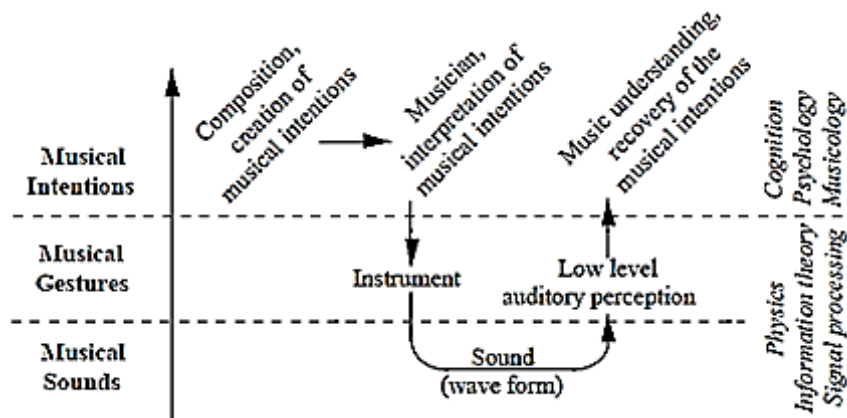 Composition,
creation of
musical intentions
Musician,
interpretation of
musical intentions
Music understanding,
recovery of the
musical intentions
Musical
Intentions
Cognition
Psychology
Musicology
Musical
Gestures
Instrument
Low level
auditory perception
Musical
Sounds
Sound
(wave form)
Physics
Information theory
Signal processing